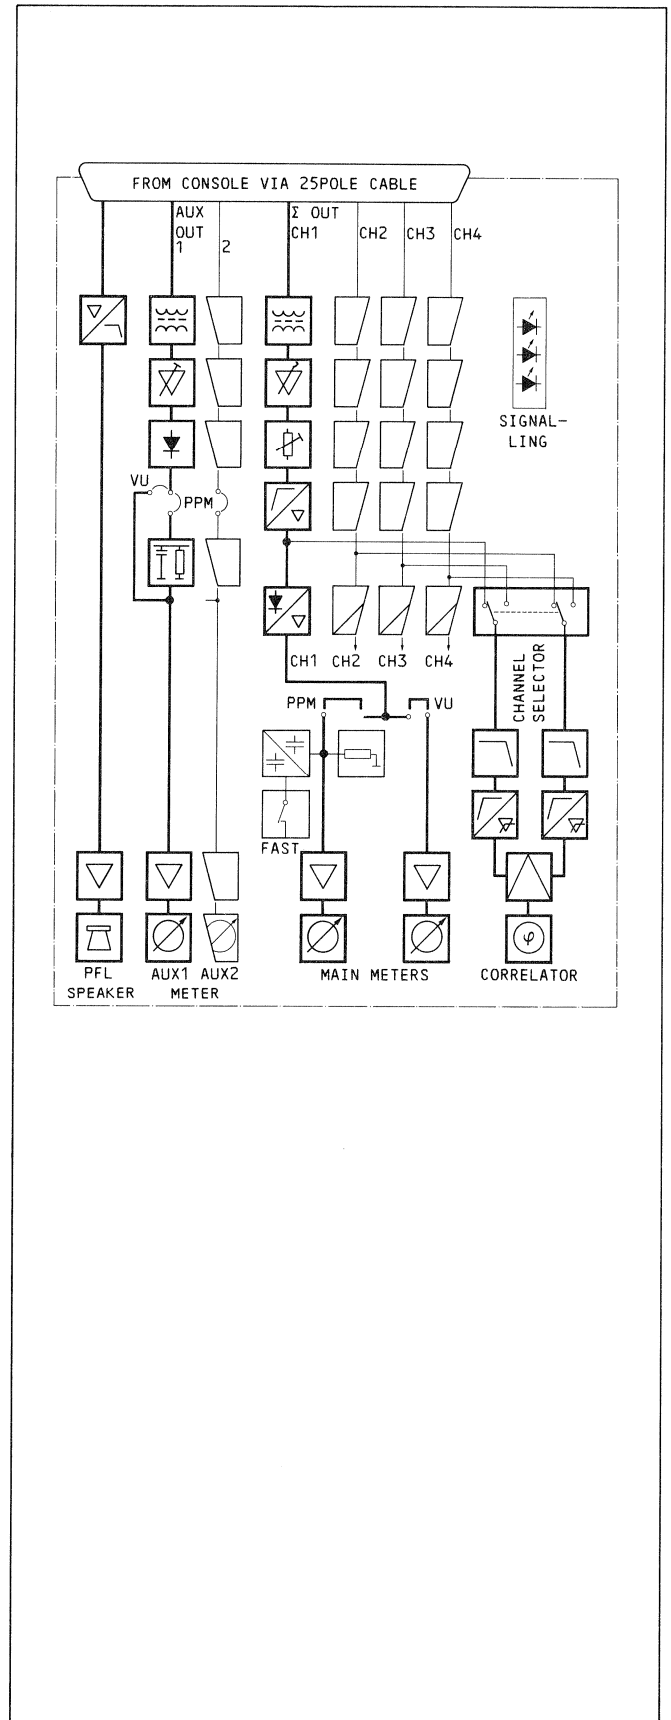 FROM CONSOLE VIA 25POLE CABLE
AUX
OUT
1
2
Σ OUT
CH1
CH2
CH3
CH4
SIGNAL-
LING
VU
PPM
CH1
CH2
CH3
CH4
CHANNEL
SELECTOR
PPM
VU
FAST
φ
PFL
SPEAKER
AUX1 AUX2
METER
MAIN METERS
CORRELATOR